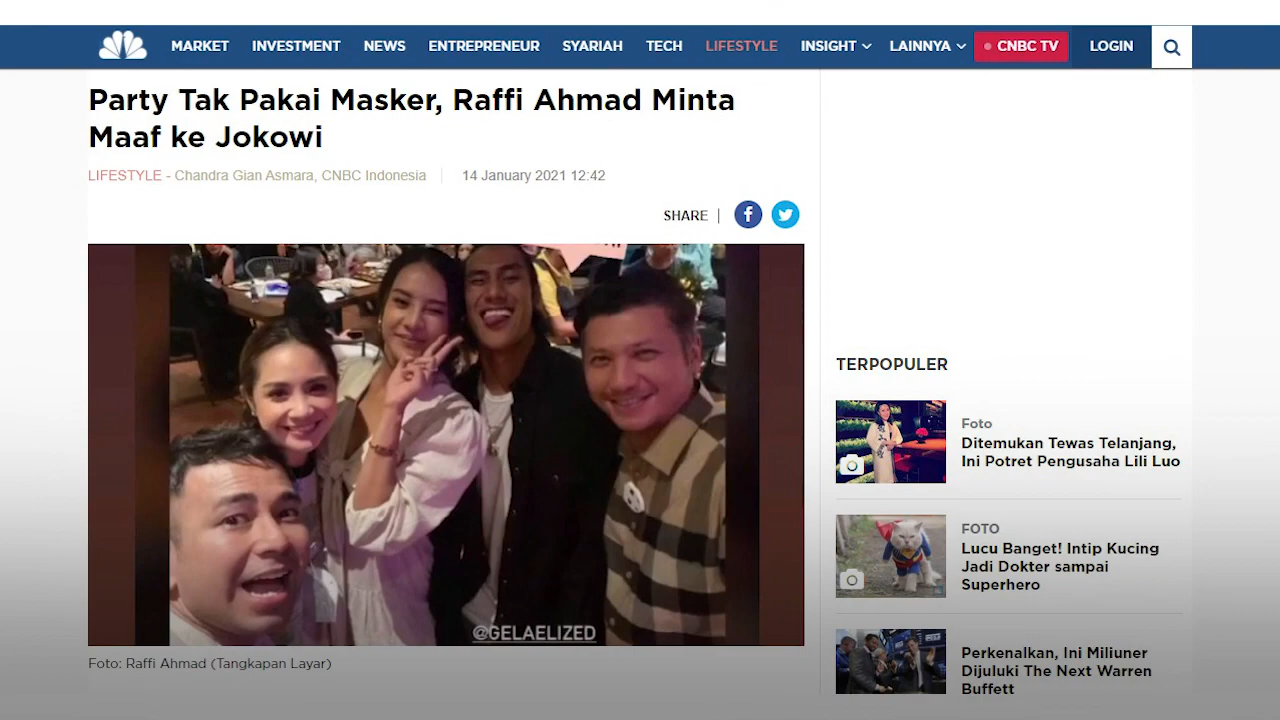 MARKET INVESTMENT NEWS ENTREPRENEUR SYARIAH TECH LIFESTYLE INSIGHT LAINNYA CNBC TV LOGIN
Party Tak Pakai Masker, Raffi Ahmad Minta
Maaf ke Jokowi
LIFESTYLE - Chandra Gian Asmara, CNBC Indonesia 14 January 2021 12:42
SHARE |
@GELAELIZED
Foto: Raffi Ahmad (Tangkapan Layar)
TERPOPULER
Foto
Ditemukan Tewas Telanjang,
Ini Potret Pengusaha Lili Luo
FOTO
Lucu Banget! Intip Kucing
Jadi Dokter sampai
Superhero
Perkenalkan, Ini Miliuner
Dijuluki The Next Warren
Buffett